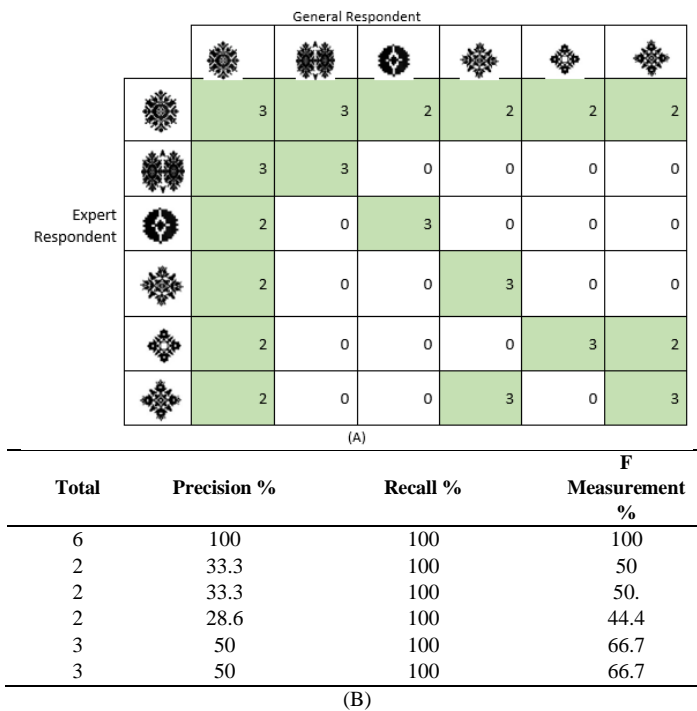 General Respondent
3 3 2 2 2 2
3 3 0 0 0 0
Expert
Respondent
2 0 3 0 0 0
2 0 0 3 0 0
2 0 0 0 3 2
2 0 0 3 0 3
(A)
Total Precision % Recall % F Measurement %
6 100 100 100
2 33.3 100 50
2 33.3 100 50.
2 28.6 100 44.4
3 50 100 66.7
3 50 100 66.7
(B)